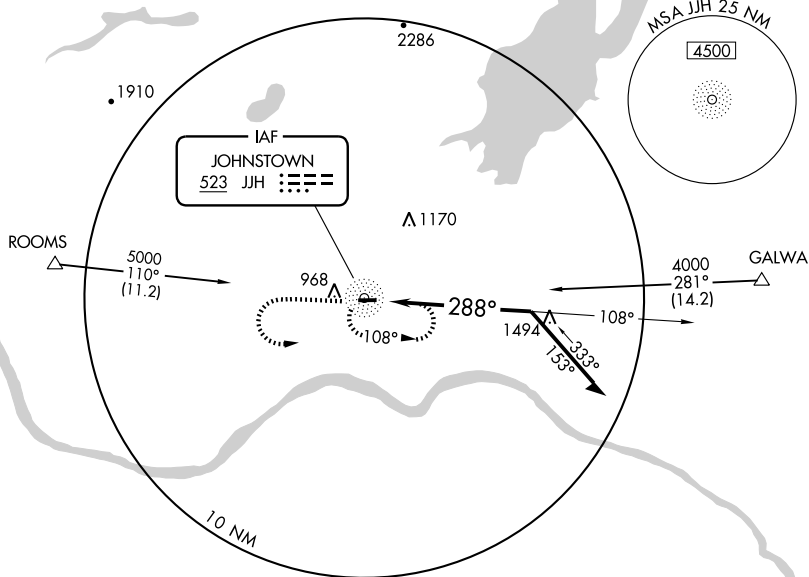 MSA JJH 25 NM
4500
2286
1910
IAF
JOHNSTOWN
523 JJH
1170
ROOMS
5000
110°
(11.2)
968
GALWA
4000
281°
(14.2)
288°
108°
108°
1494
333°
153°
10 NM